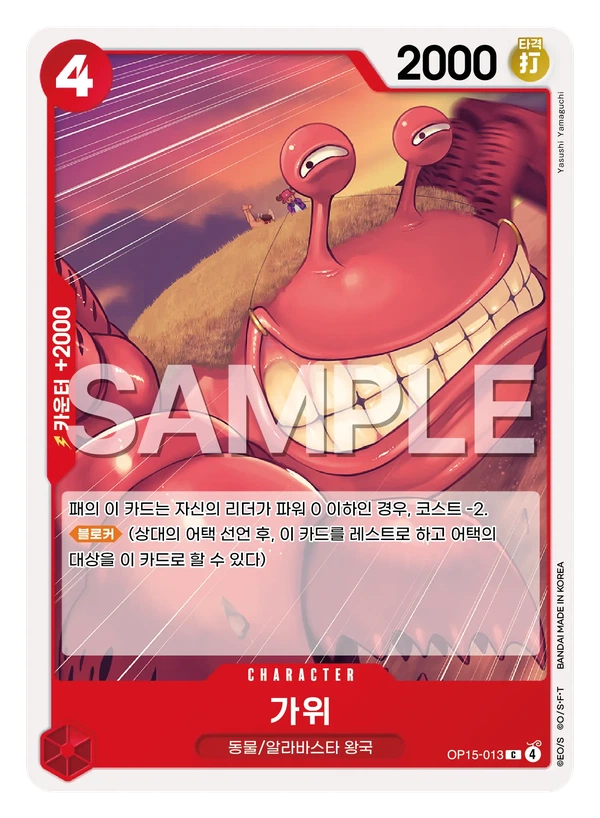 4
2000
타격
打
Yasushi Yamaguchi
카운터 +2000
SAMPLE
패의 이 카드는 자신의 리더가 파워 0 이하인 경우, 코스트 -2.
블로커 (상대의 어택 선언 후, 이 카드를 레스트로 하고 어택의
대상을 이 카드로 할 수 있다)
CHARACTER
가위
동물/알라바스타 왕국
OP15-013 C 4
©EO/S ©O/S·F·T BANDAI MADE IN KOREA